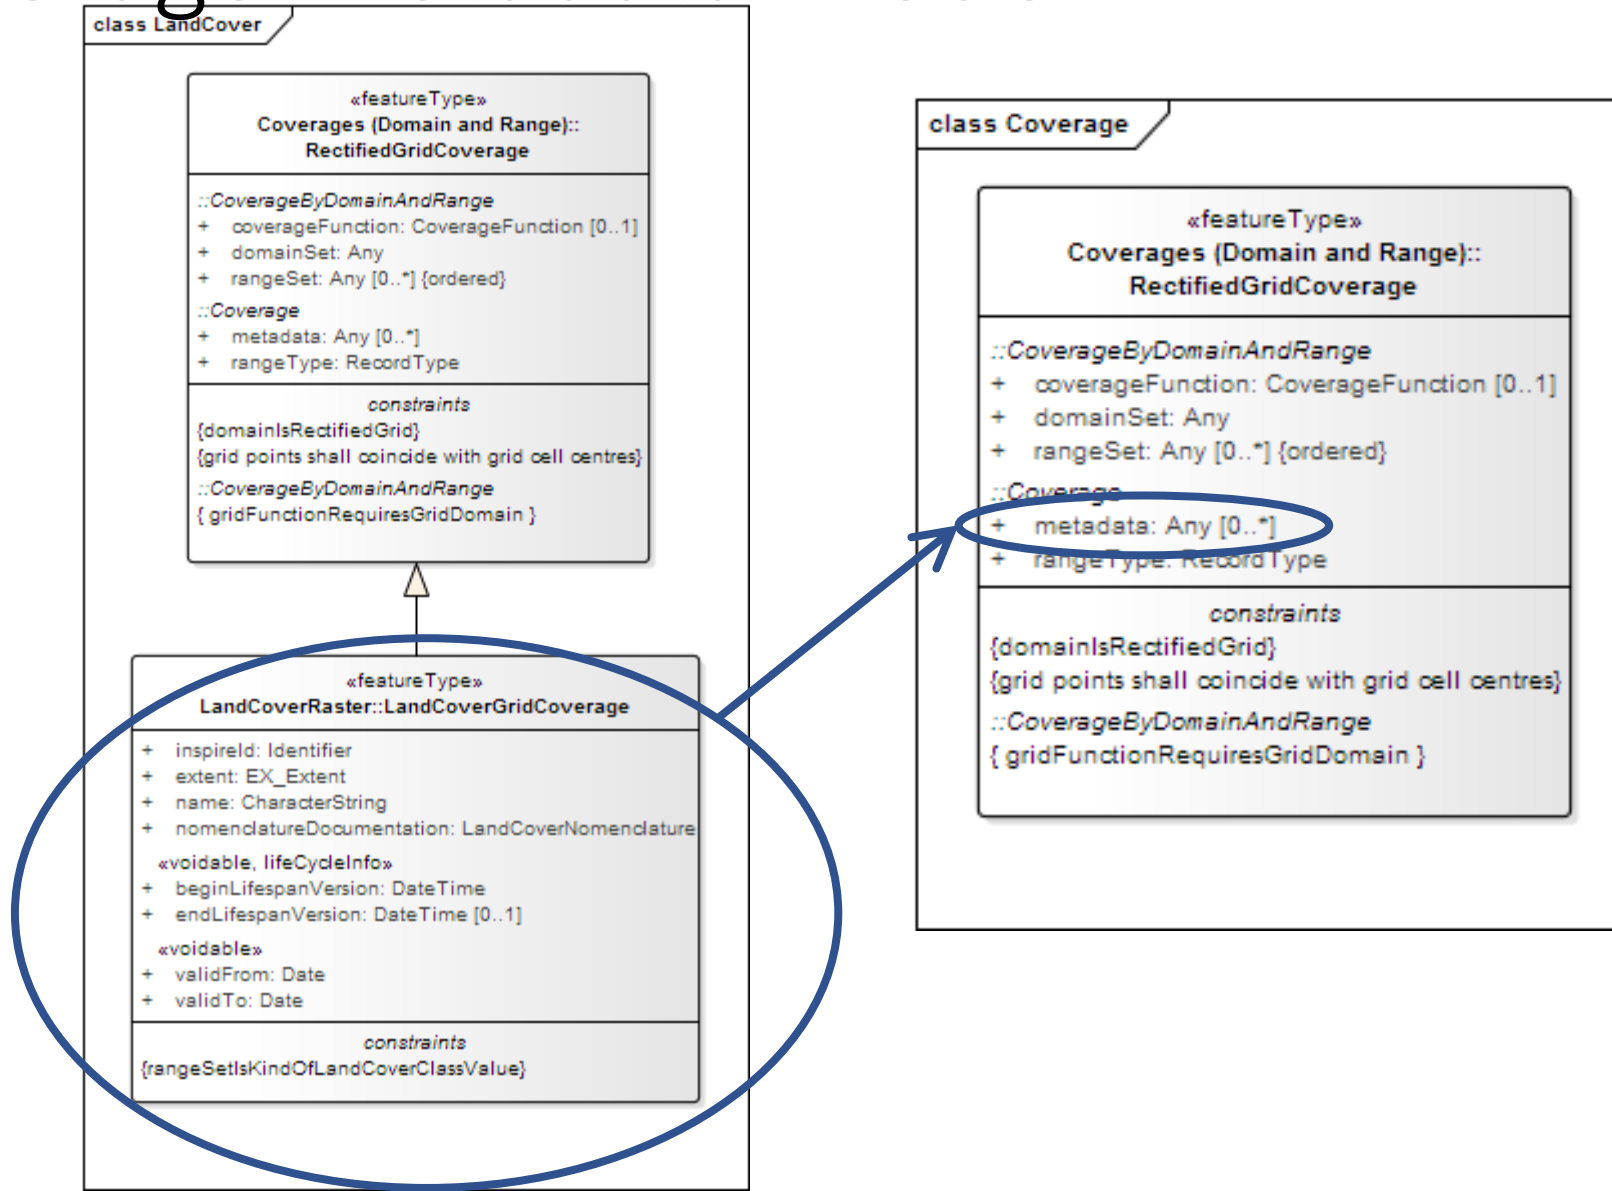 class LandCover
«featureType»
Coverages (Domain and Range)::
RectifiedGridCoverage
::CoverageByDomainAndRange
+ coverageFunction: CoverageFunction [0..1]
+ domainSet: Any
+ rangeSet: Any [0..*] {ordered}
::Coverage
+ metadata: Any [0..*]
+ rangeType: RecordType
constraints
{domainIsRectifiedGrid}
{grid points shall coincide with grid cell centres}
::CoverageByDomainAndRange
{ gridFunctionRequiresGridDomain }
«featureType»
LandCoverRaster::LandCoverGridCoverage
+ inspireId: Identifier
+ extent: EX_Extent
+ name: CharacterString
+ nomenclatureDocumentation: LandCoverNomenclature
«voidable, lifeCycleInfo»
+ beginLifespanVersion: DateTime
+ endLifespanVersion: DateTime [0..1]
«voidable»
+ validFrom: Date
+ validTo: Date
constraints
{rangeSetIsKindOfLandCoverClassValue}
class Coverage
«featureType»
Coverages (Domain and Range)::
RectifiedGridCoverage
::CoverageByDomainAndRange
+ coverageFunction: CoverageFunction [0..1]
+ domainSet: Any
+ rangeSet: Any [0..*] {ordered}
::Coverage
+ metadata: Any [0..*]
+ rangeType: RecordType
constraints
{domainIsRectifiedGrid}
{grid points shall coincide with grid cell centres}
::CoverageByDomainAndRange
{ gridFunctionRequiresGridDomain }